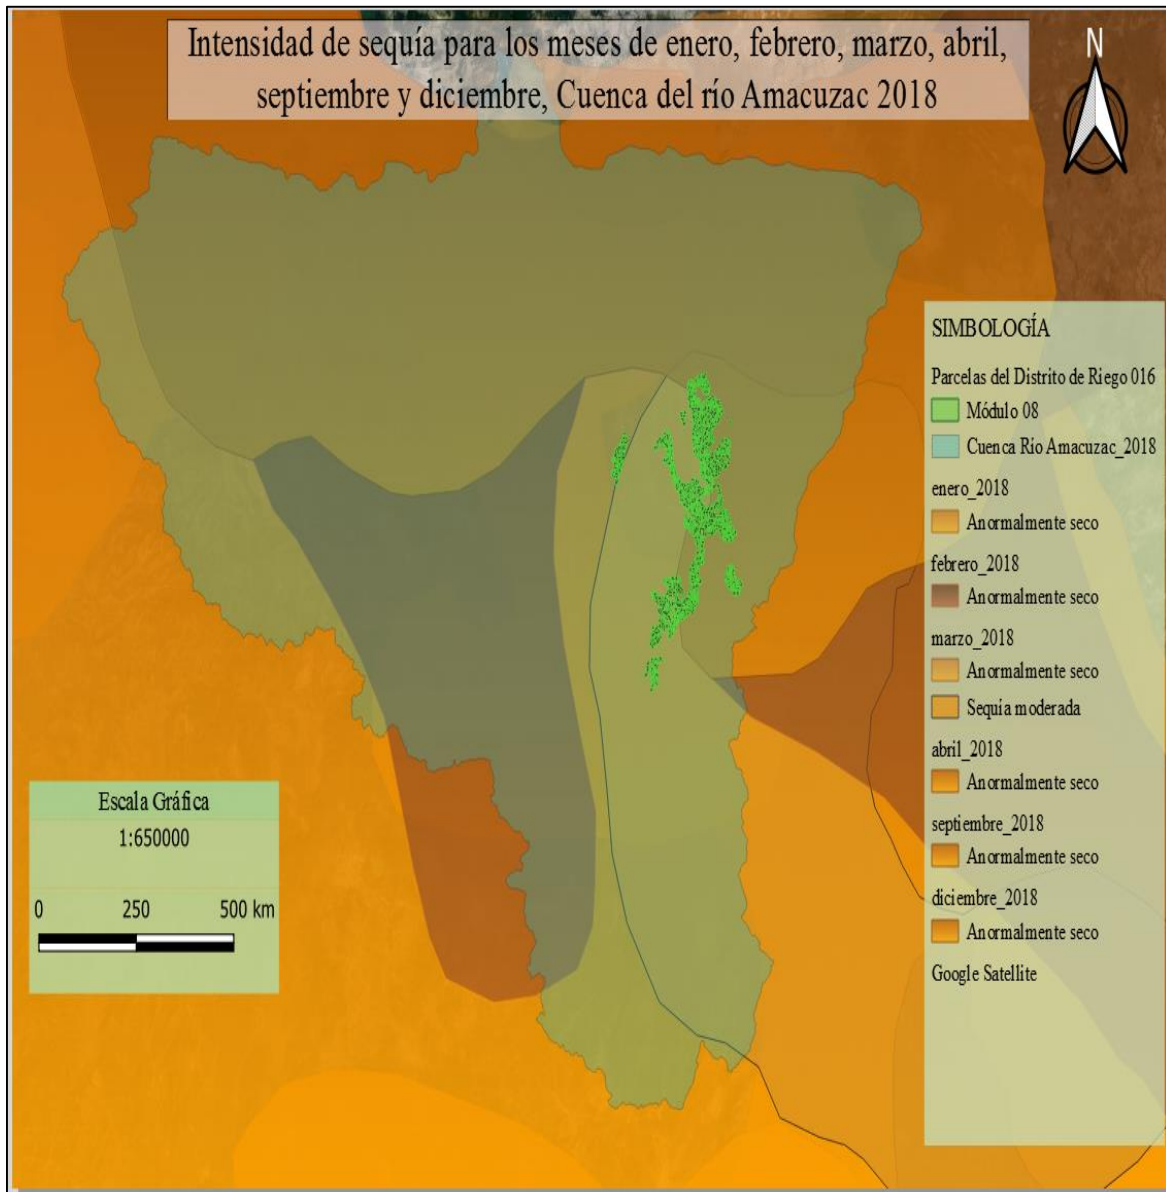 Intensidad de sequía para los meses de enero, febrero, marzo, abril,
septiembre y diciembre, Cuenca del río Amacuzac 2018
N
SIMBOLOGÍA
Parcelas del Distrito de Riego 016
Módulo 08
Cuenca Río Amacuzac_2018
enero_2018
Anormalmente seco
febrero_2018
Anormalmente seco
marzo_2018
Anormalmente seco
Sequía moderada
abril_2018
Anormalmente seco
septiembre_2018
Anormalmente seco
diciembre_2018
Anormalmente seco
Google Satellite
Escala Gráfica
1:650000
0 250 500 km